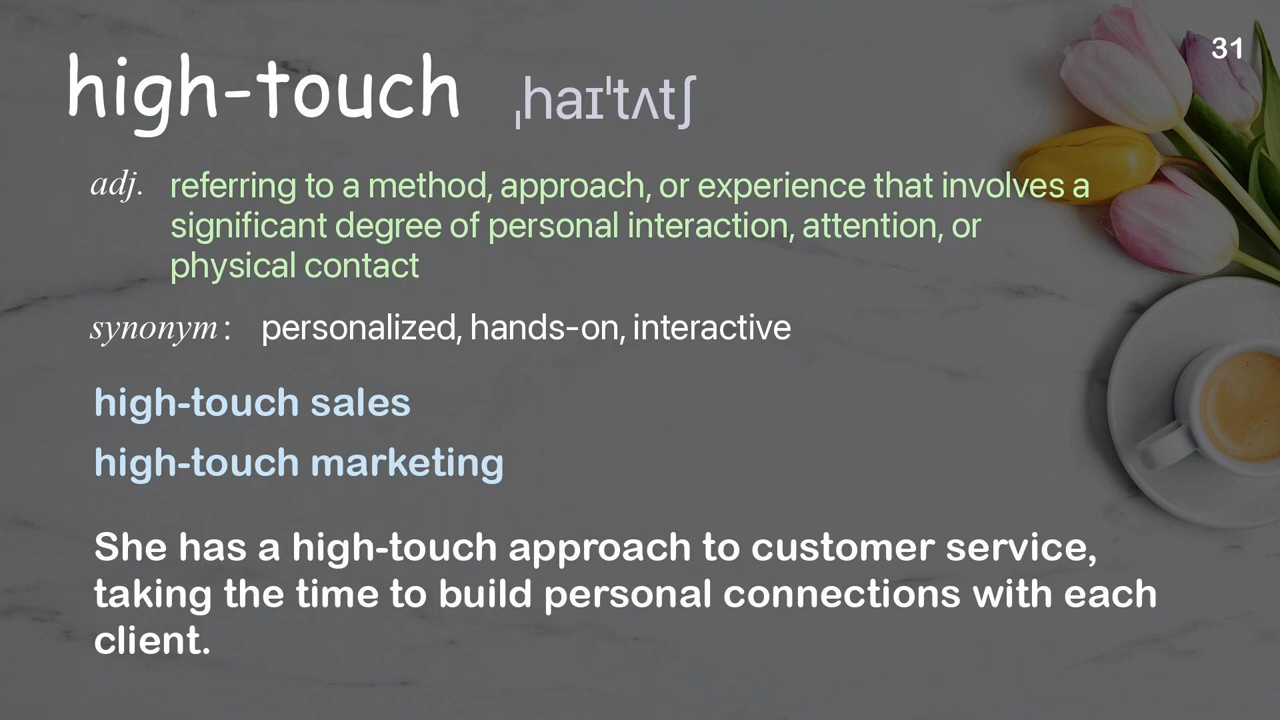 31
high-touch ˌhaɪˈtʌtʃ
adj. referring to a method, approach, or experience that involves a
significant degree of personal interaction, attention, or
physical contact
synonym: personalized, hands-on, interactive
high-touch sales
high-touch marketing
She has a high-touch approach to customer service,
taking the time to build personal connections with each
client.